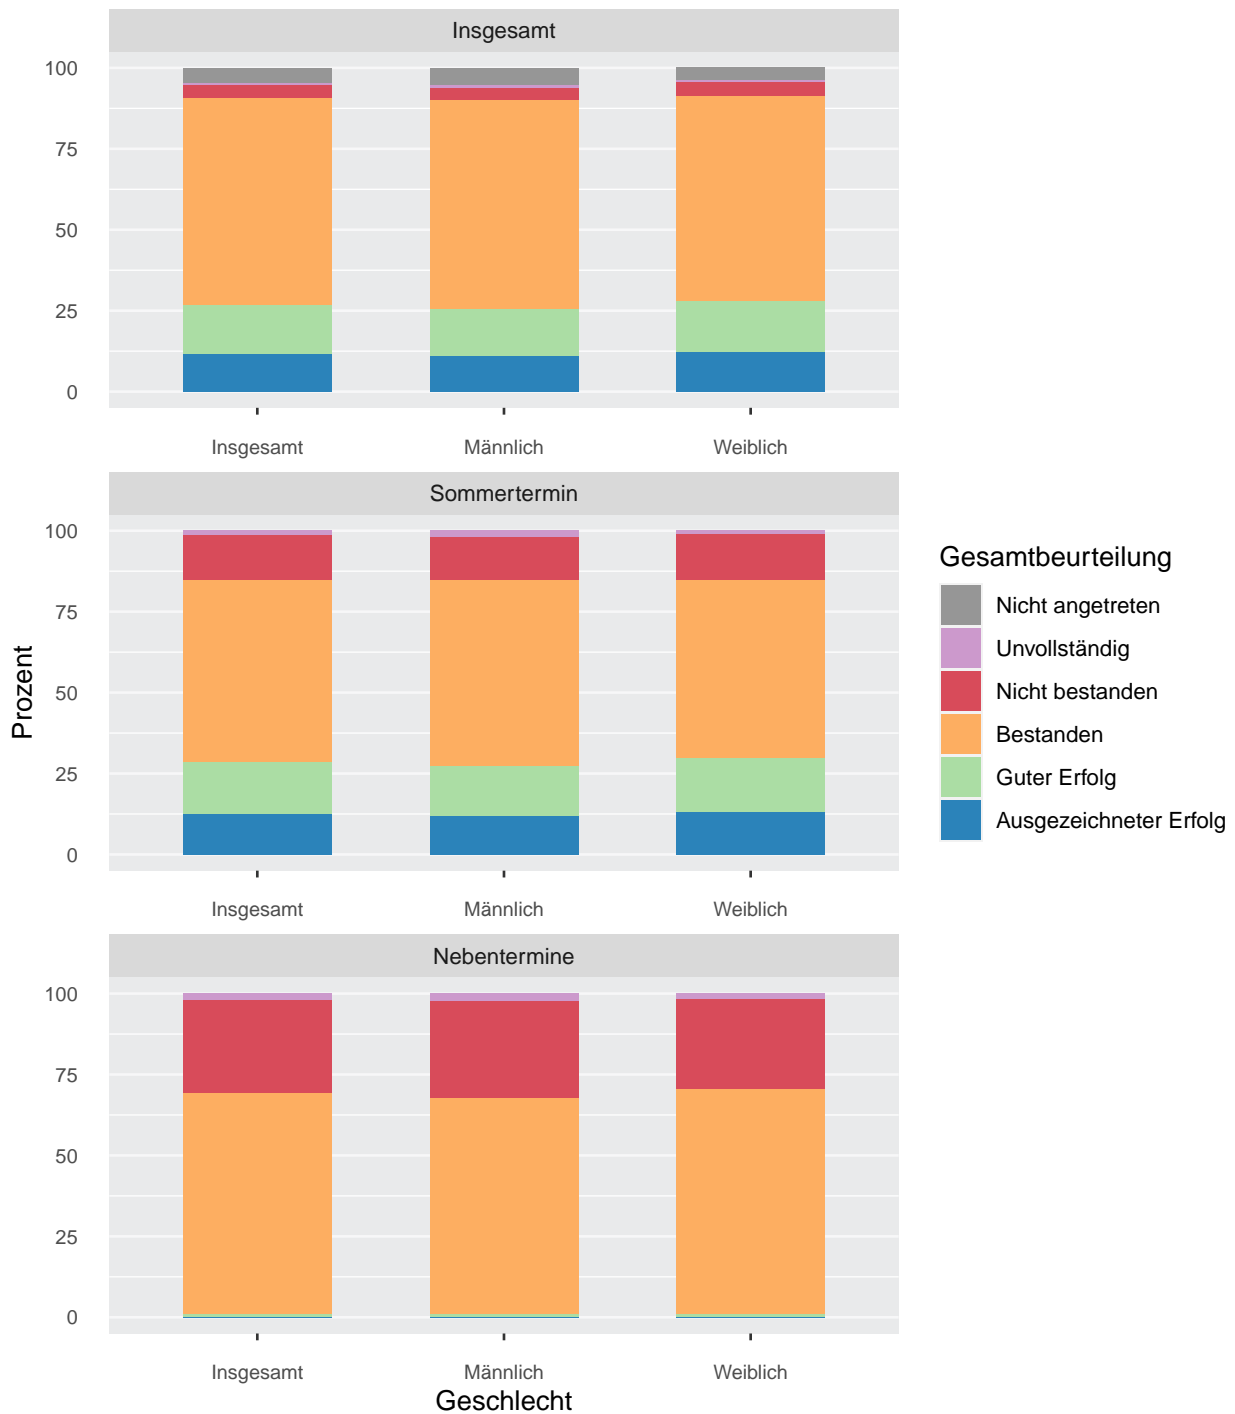 Insgesamt
100
75
50
25
0
Insgesamt Männlich Weiblich
Sommertermin
100
75
50
25
0
Insgesamt Männlich Weiblich
Nebentermine
100
75
50
25
0
Insgesamt Männlich Weiblich
Geschlecht
Prozent
Gesamtbeurteilung
Nicht angetreten
Unvollständig
Nicht bestanden
Bestanden
Guter Erfolg
Ausgezeichneter Erfolg